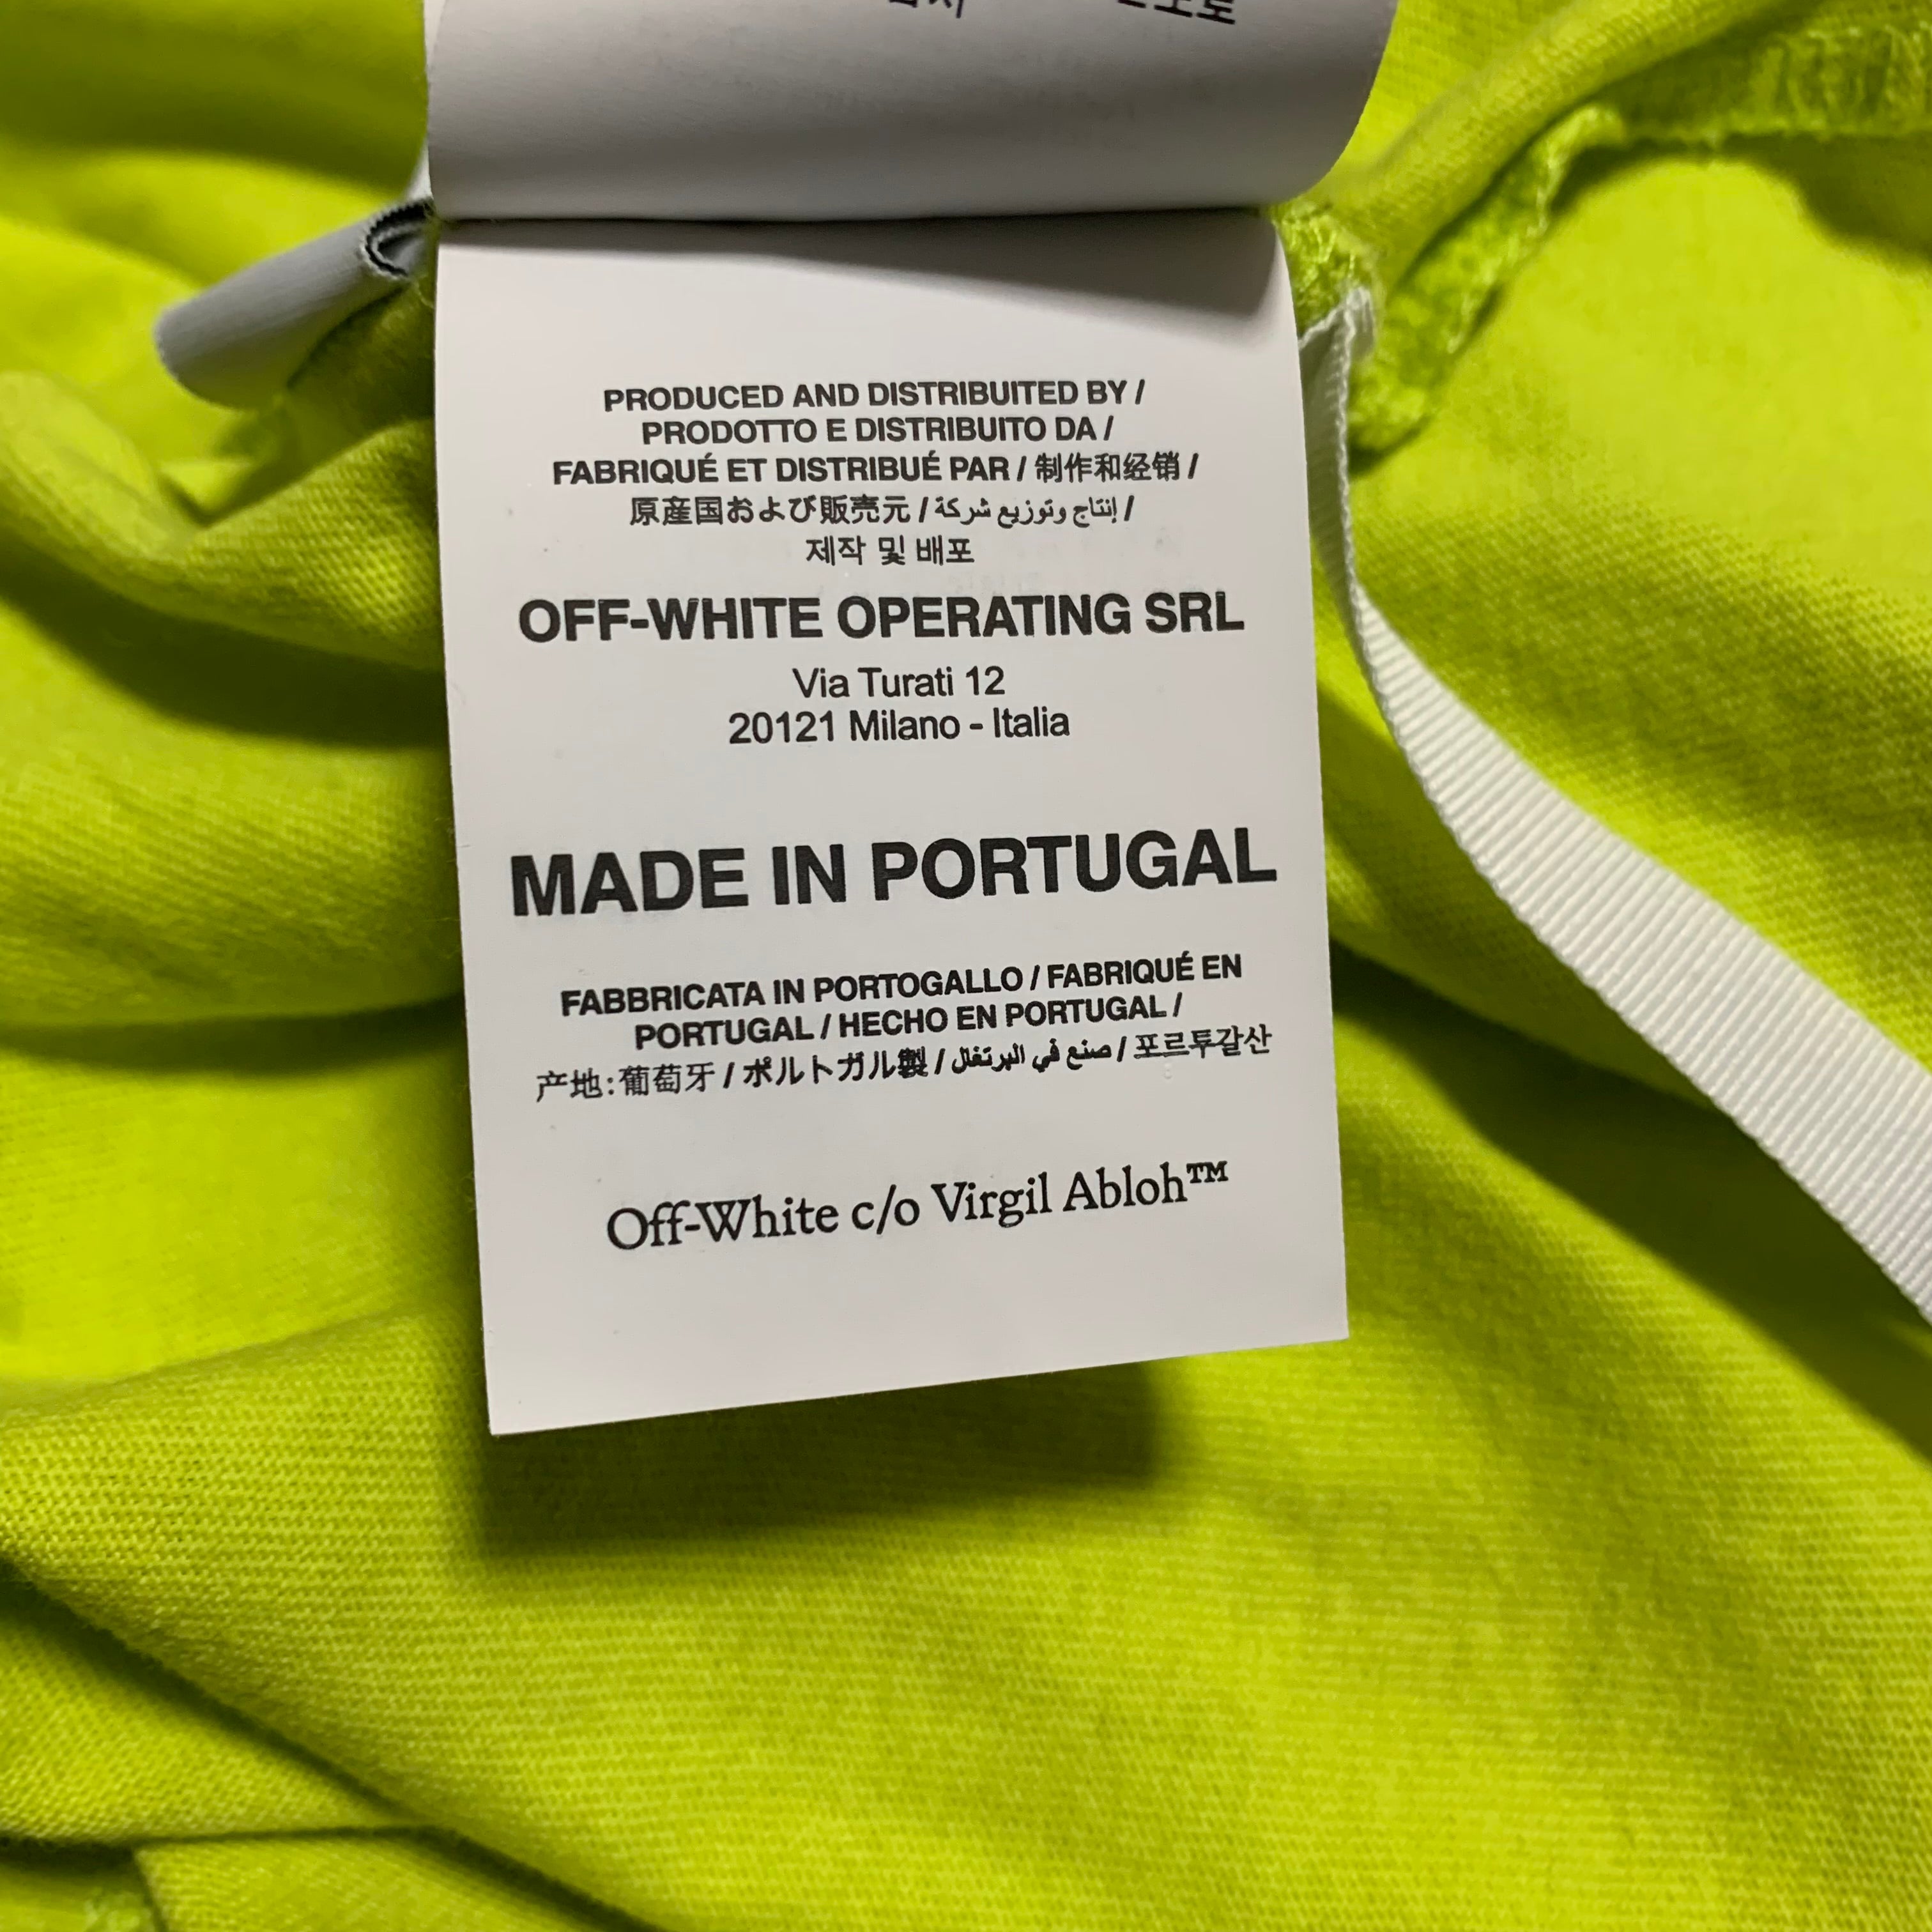 PRODUCED AND DISTRIBUITED BY /
PRODOTTO E DISTRIBUITO DA /
FABRIQUÉ ET DISTRIBUÉ PAR / 制作和经销 /
原産国および販売元 / إنتاج وتوزيع شركة /
제작 및 배포
OFF-WHITE OPERATING SRL
Via Turati 12
20121 Milano - Italia
MADE IN PORTUGAL
FABBRICATA IN PORTOGALLO / FABRIQUÉ EN
PORTUGAL / HECHO EN PORTUGAL /
产地:葡萄牙 / ポルトガル製 / صنع في البرتغال / 포르투갈산
Off-White c/o Virgil Abloh™